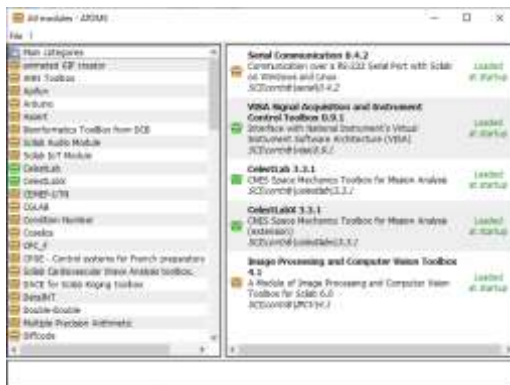 All modules - ATOMS
File ?
Main categories
animated GIF creator
ANN Toolbox
Apifun
Arduino
Assert
Bioinformatics Toolbox from DCB
Scilab Audio Module
Scilab IoT Module
CelestLab
CelestLabX
CEMEF-UTM
CGLAB
Condition Number
Coselica
CPGE - Control systems for French preparatory
Scilab Cardiovascular Wave Analysis toolbox.
DACE for Scilab Kriging toolbox
Double-double
Multiple Precision Arithmetic
Diffcode
Serial Communication 0.4.2
Communication over a RS-232 Serial Port with Scilab
on Windows and Linux
Loaded
at startup
VISA Signal Acquisition and Instrument
Control Toolbox 0.9.1
Interface with National Instrument's Virtual
Instrument Software Architecture (VISA)
Loaded
at startup
CelestLab 3.3.1
CNES Space Mechanics Toolbox for Mission Analysis
Loaded
at startup
CelestLabX 3.3.1
CNES Space Mechanics Toolbox for Mission Analysis
(extension)
Loaded
at startup
Image Processing and Computer Vision Toolbox
4.1
A Module of Image Processing and Computer Vision
Toolbox for Scilab 6.0
Loaded
at startup